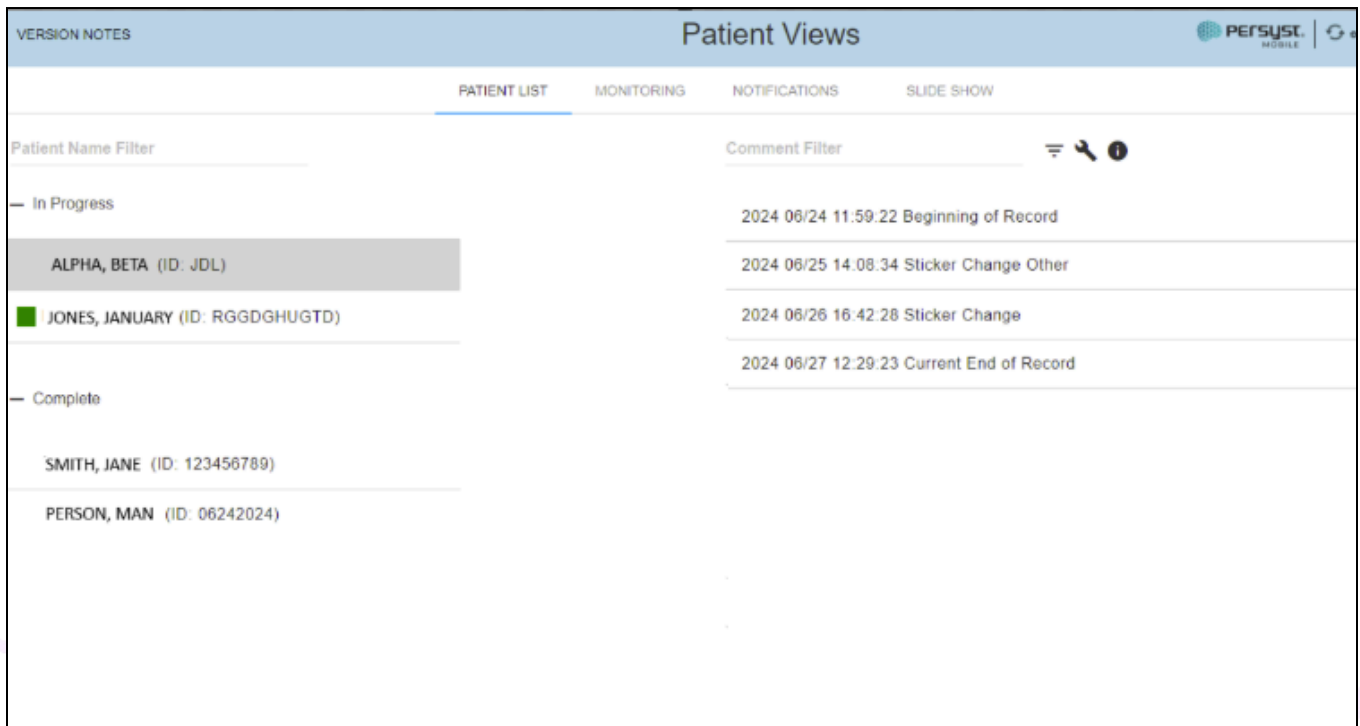 VERSION NOTES
Patient Views
PERSYST.
MOBILE
PATIENT LIST MONITORING NOTIFICATIONS SLIDE SHOW
Patient Name Filter
Comment Filter
In Progress
ALPHA, BETA (ID: JDL)
JONES, JANUARY (ID: RGGDGHUGTD)
Complete
SMITH, JANE (ID: 123456789)
PERSON, MAN (ID: 06242024)
2024 06/24 11:59:22 Beginning of Record
2024 06/25 14:08:34 Sticker Change Other
2024 06/26 16:42:28 Sticker Change
2024 06/27 12:29:23 Current End of Record